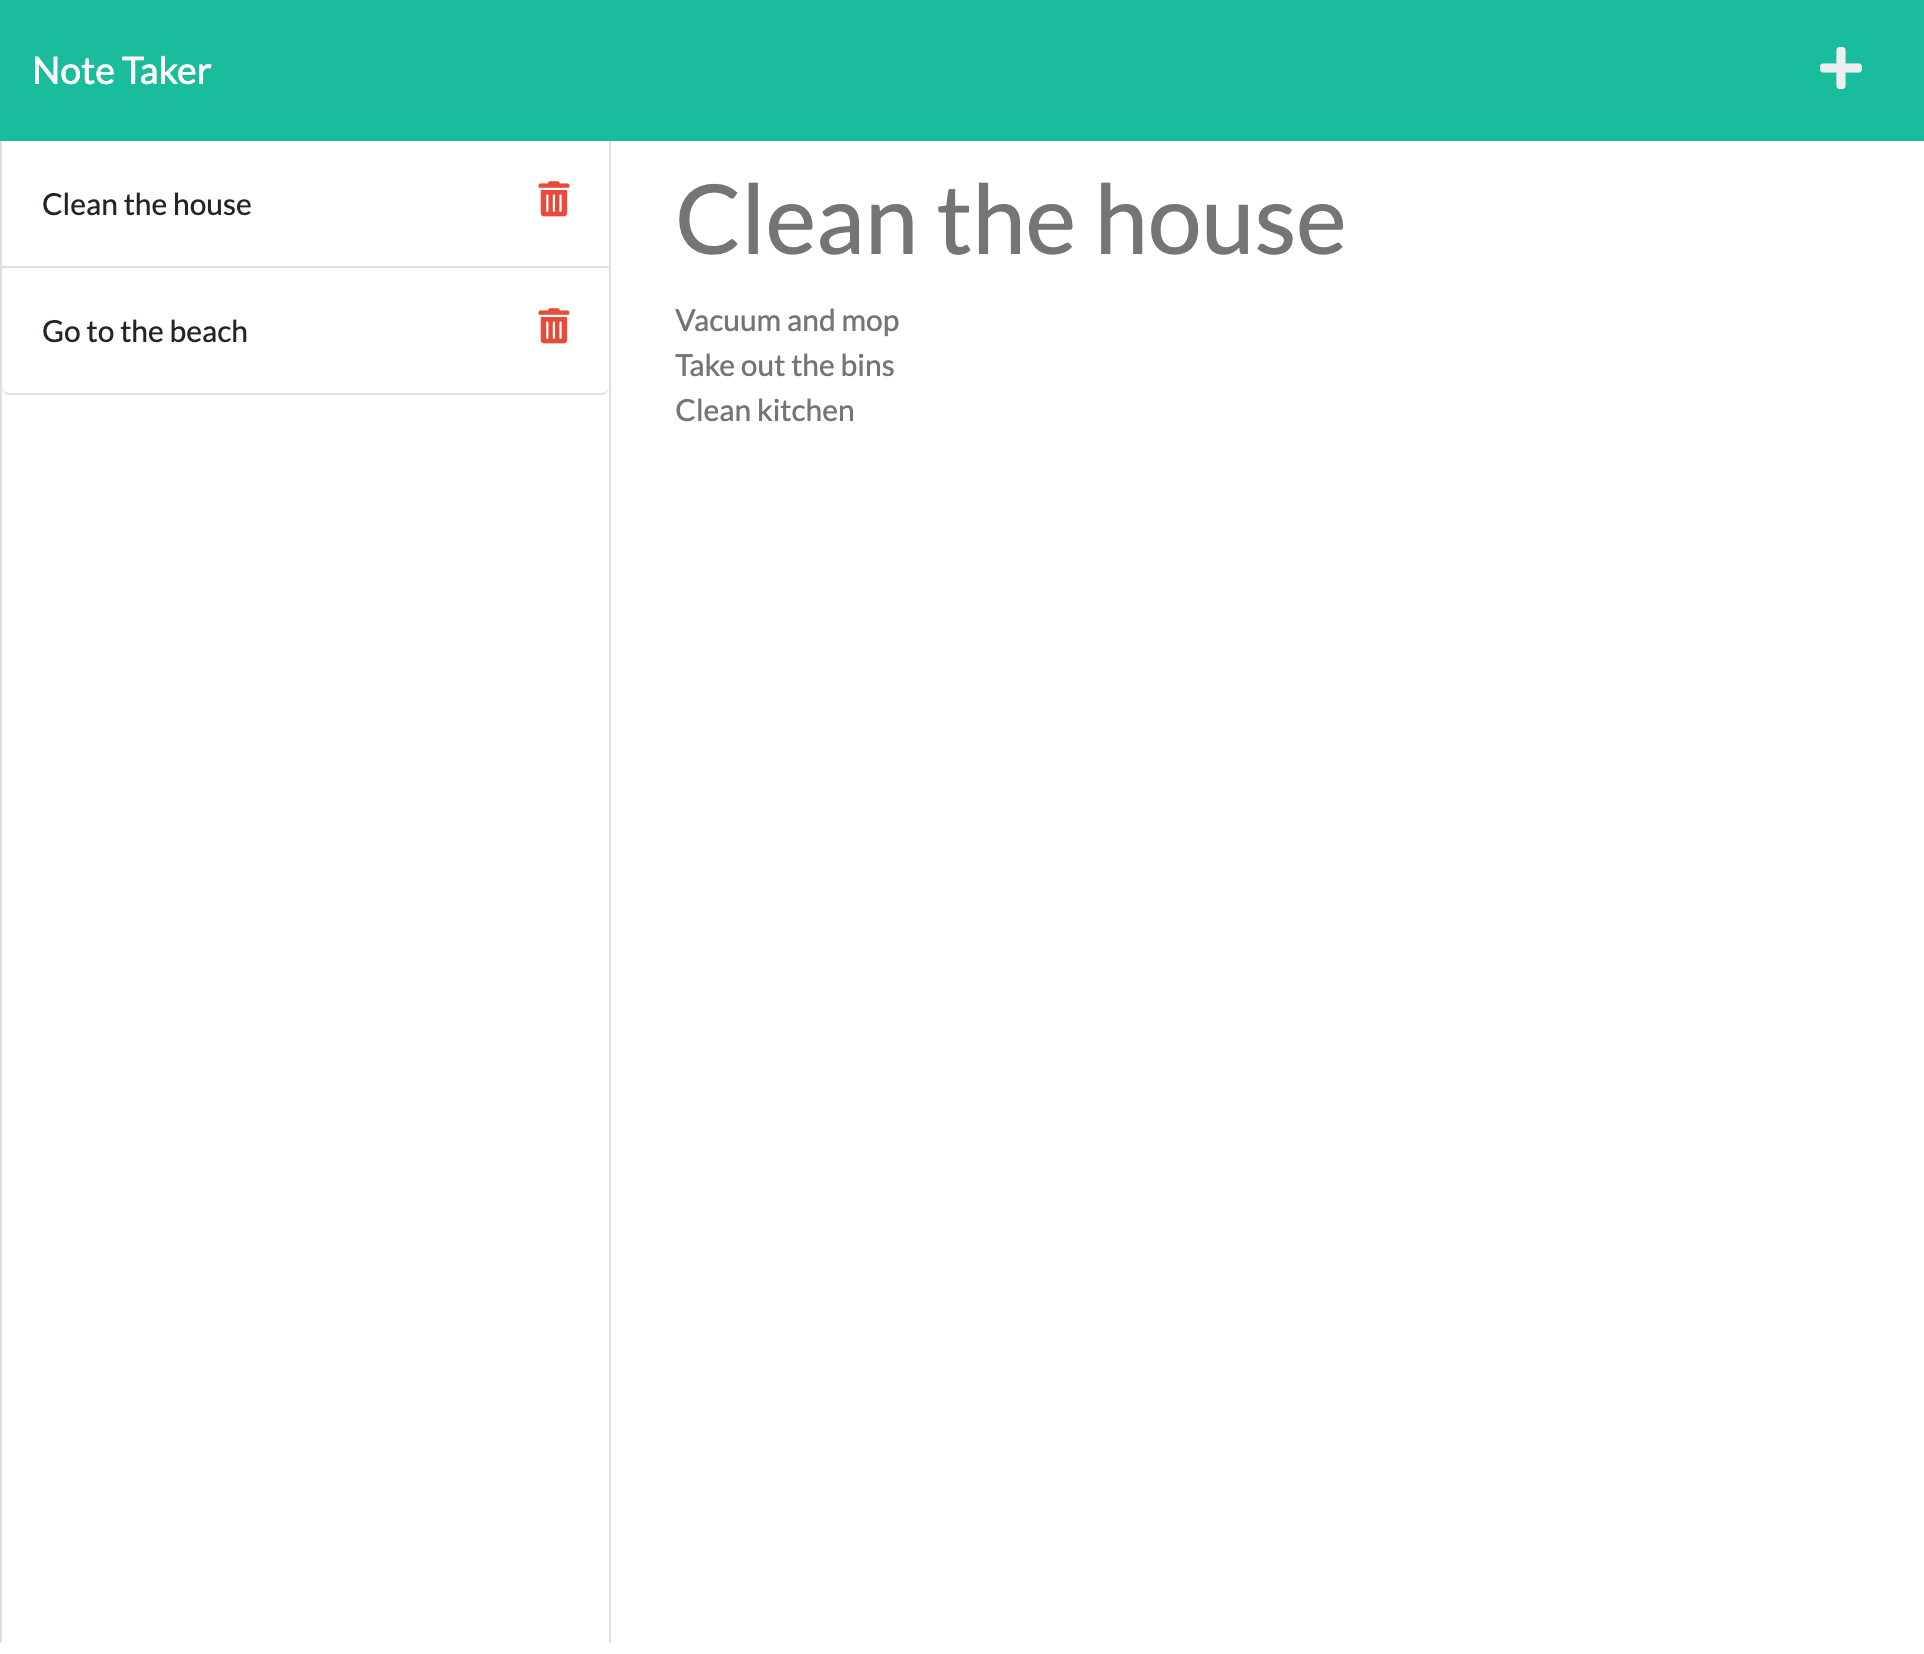 Note Taker
Clean the house
Go to the beach
Clean the house
Vacuum and mop
Take out the bins
Clean kitchen